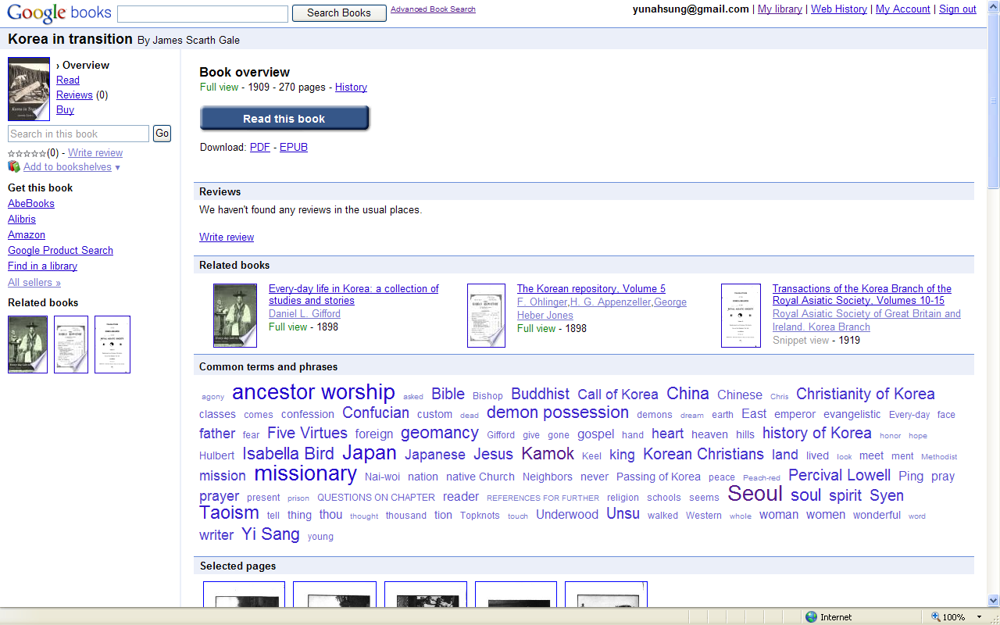 Google books Search Books Advanced Book Search yunahsung@gmail.com | My library | Web History | My Account | Sign out
Korea in transition By James Scarth Gale
› Overview
Read
Reviews (0)
Buy
Search in this book Go
(0) - Write review
Add to bookshelves ▼
Get this book
AbeBooks
Alibris
Amazon
Google Product Search
Find in a library
All sellers »
Related books
Book overview
Full view - 1909 - 270 pages - History
Read this book
Download: PDF - EPUB
Reviews
We haven't found any reviews in the usual places.
Write review
Related books
Every-day life in Korea: a collection of
studies and stories
Daniel L. Gifford
Full view - 1898
The Korean repository, Volume 5
F. Ohlinger,H. G. Appenzeller,George
Heber Jones
Full view - 1898
Transactions of the Korea Branch of the
Royal Asiatic Society, Volumes 10-15
Royal Asiatic Society of Great Britain and
Ireland. Korea Branch
Snippet view - 1919
Common terms and phrases
agony ancestor worship asked Bible Bishop Buddhist Call of Korea China Chinese Chris Christianity of Korea
classes comes confession Confucian custom dead demon possession demons dream earth East emperor evangelistic Every-day face
father fear Five Virtues foreign geomancy Gifford give gone gospel hand heart heaven hills history of Korea honor hope
Hulbert Isabella Bird Japan Japanese Jesus Kamok Keel king Korean Christians land lived look meet ment Methodist
mission missionary Nai-woi nation native Church Neighbors never Passing of Korea peace Peach-red Percival Lowell Ping pray
prayer present prison QUESTIONS ON CHAPTER reader REFERENCES FOR FURTHER religion schools seems Seoul soul spirit Syen
Taoism tell thing thou thought thousand tion Topknots touch Underwood Unsu walked Western whole woman women wonderful word
writer Yi Sang young
Selected pages
Internet 100%